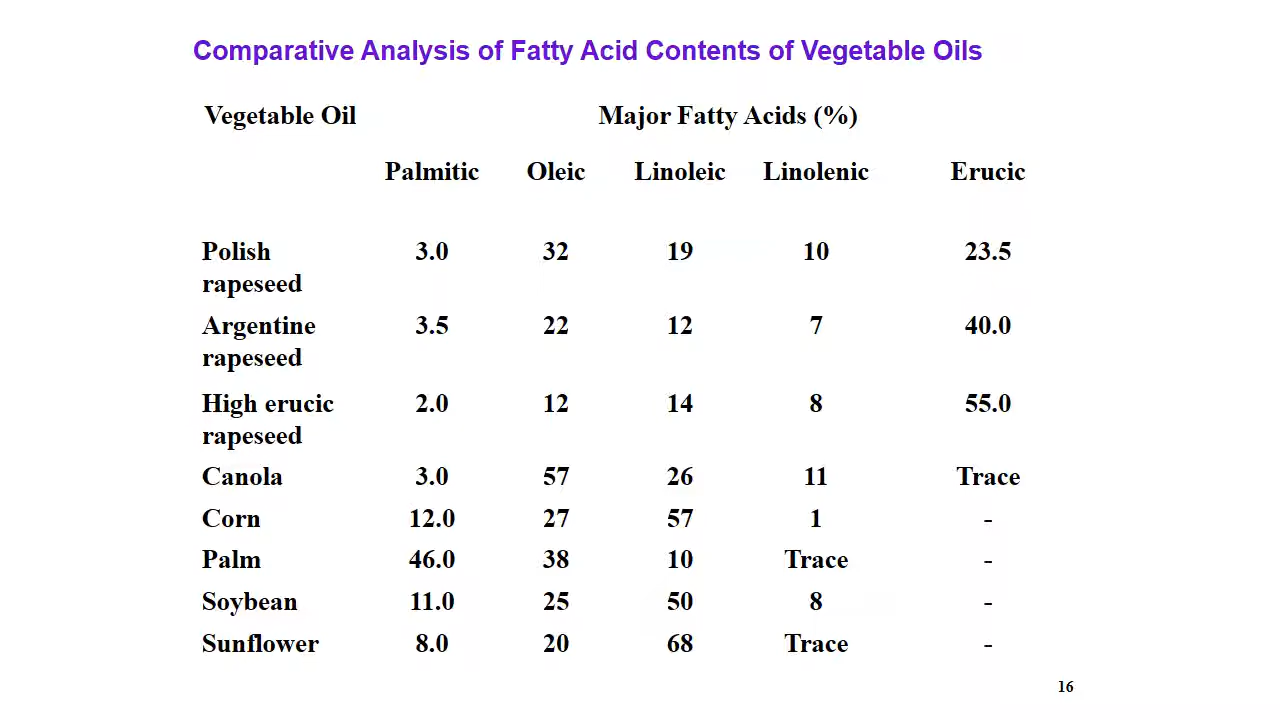 Comparative Analysis of Fatty Acid Contents of Vegetable Oils
Vegetable Oil Major Fatty Acids (%)
Palmitic Oleic Linoleic Linolenic Erucic
Polish 3.0 32 19 10 23.5
rapeseed
Argentine 3.5 22 12 7 40.0
rapeseed
High erucic 2.0 12 14 8 55.0
rapeseed
Canola 3.0 57 26 11 Trace
Corn 12.0 27 57 1 -
Palm 46.0 38 10 Trace -
Soybean 11.0 25 50 8 -
Sunflower 8.0 20 68 Trace -
16